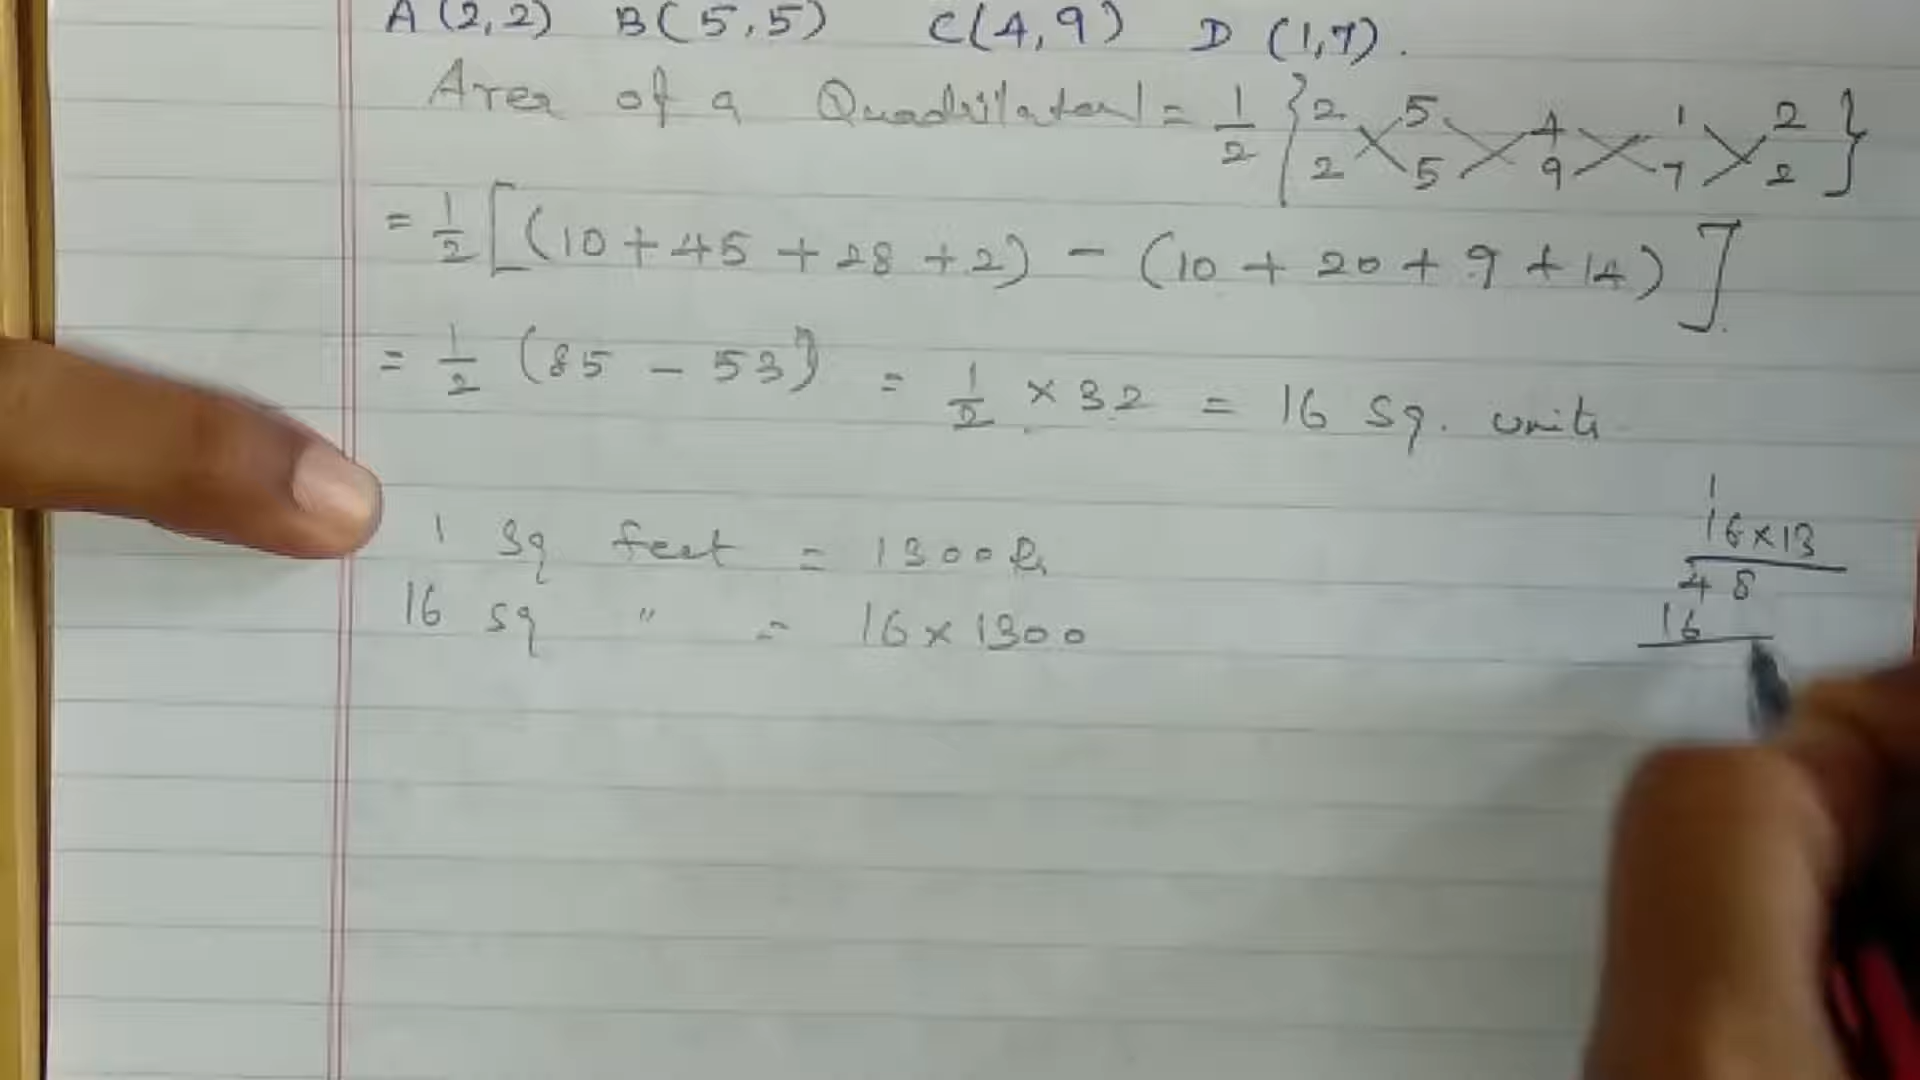 A (2,2) B (5,5) C(4,9) D (1,7).
Area of a Quadrilateral = 1/2 { 2 5 4 1 2
2 5 9 7 2 }
= 1/2 [ (10 + 45 + 28 + 2) - (10 + 20 + 9 + 14) ]
= 1/2 (85 - 53) = 1/2 × 32 = 16 Sq. units
1 Sq feet = 1300 Rs
16 Sq " = 16 × 1300
1
16×13
48
16